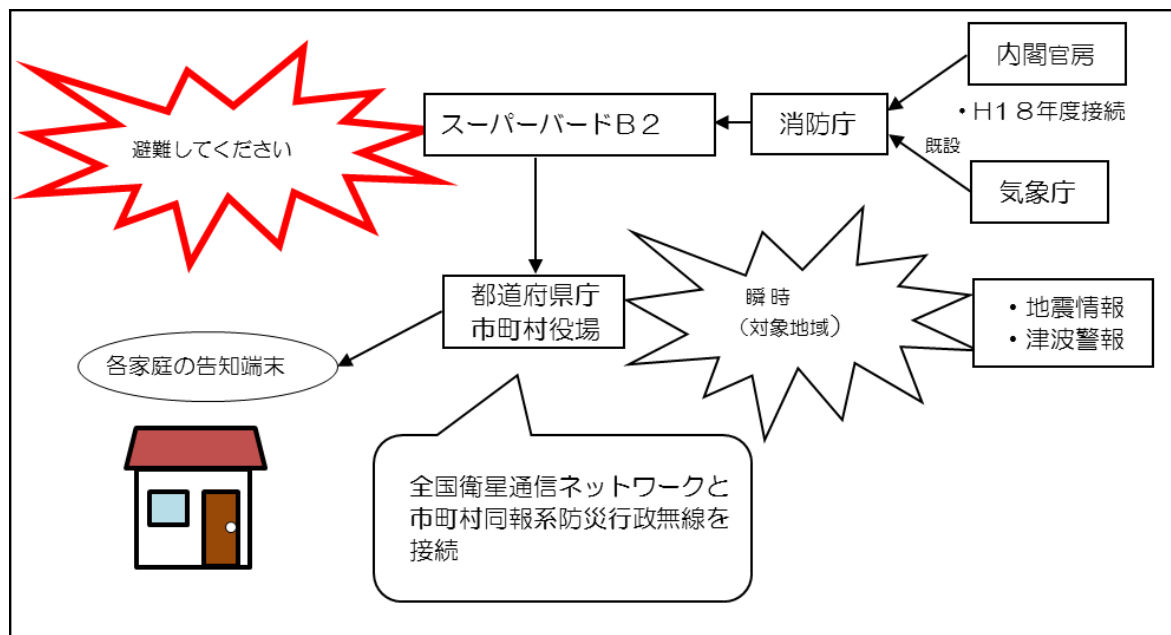 内閣官房
・H18年度接続
スーパーバードB2
消防庁
避難してください
既設
気象庁
都道府県庁
市町村役場
瞬時
(対象地域)
・地震情報
・津波警報
各家庭の告知端末
全国衛星通信ネットワークと
市町村同報系防災行政無線を
接続